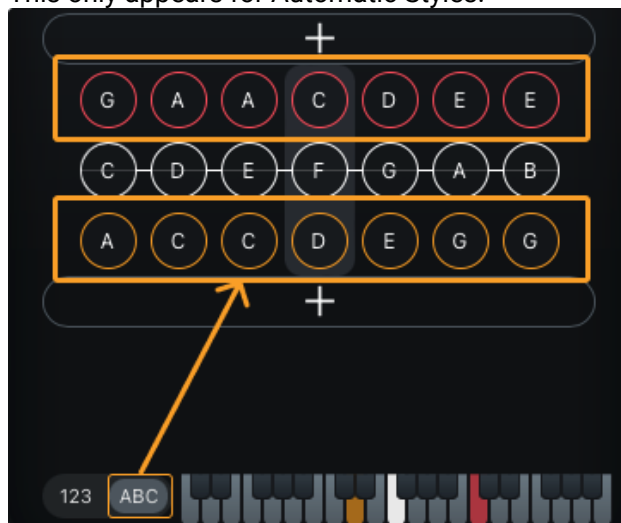 This only appears for Automatic Styles.
+
G A A C D E E
C D E F G A B
A C C D E G G
+
123 ABC